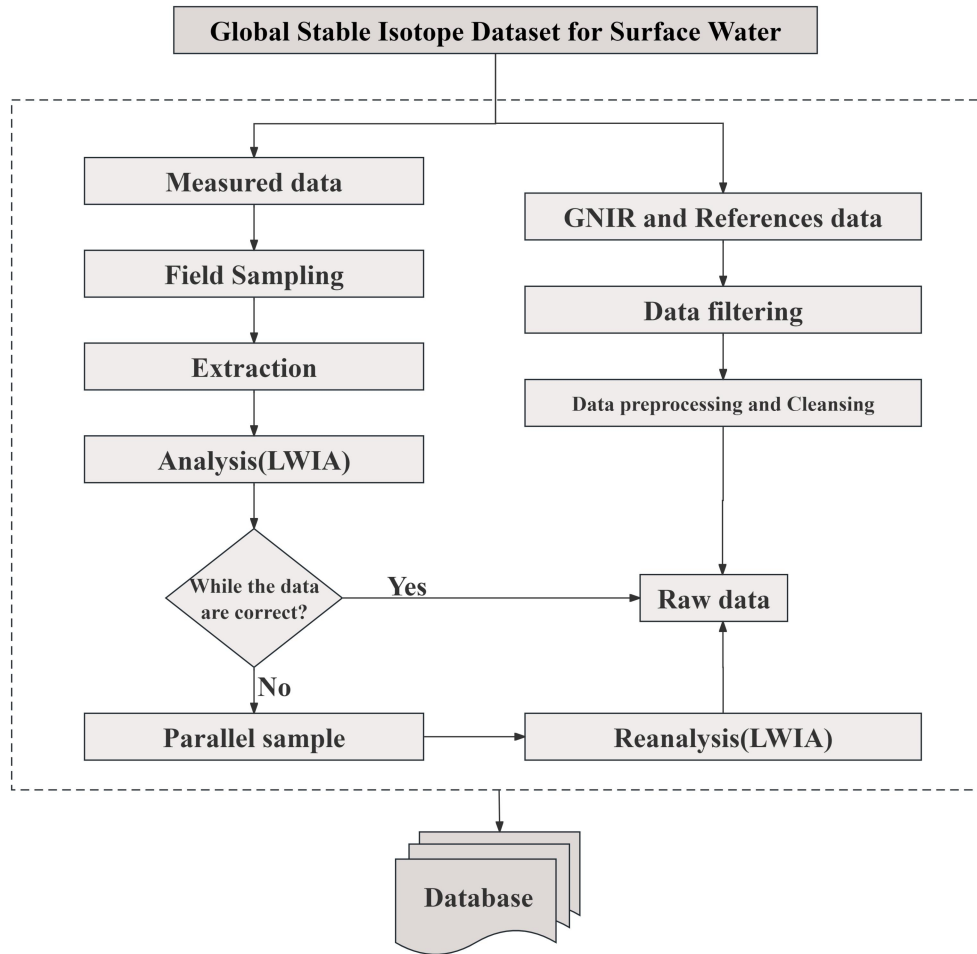 Global Stable Isotope Dataset for Surface Water
Measured data
Field Sampling
Extraction
Analysis(LWIA)
While the data
are correct?
Yes
No
Parallel sample
GNIR and References data
Data filtering
Data preprocessing and Cleansing
Raw data
Reanalysis(LWIA)
Database